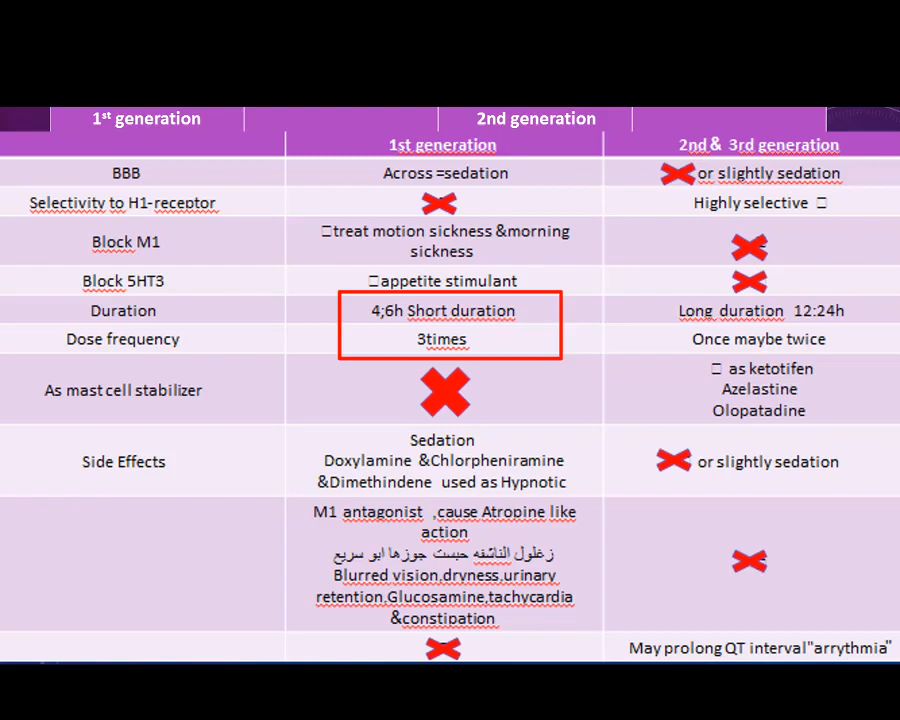 1st generation
2nd generation
1st generation
2nd & 3rd generation
BBB
Across =sedation
or slightly sedation
Selectivity to H1-receptor
Highly selective
Block M1
treat motion sickness &morning
sickness
Block 5HT3
appetite stimulant
Duration
4;6h Short duration
Long duration 12:24h
Dose frequency
3times
Once maybe twice
As mast cell stabilizer
as ketotifen
Azelastine
Olopatadine
Side Effects
Sedation
Doxylamine &Chlorpheniramine
&Dimethindene used as Hypnotic
or slightly sedation
M1 antagonist ,cause Atropine like
action
زغلول الناشفه حبست جوزها ابو سريع
Blurred vision,dryness,urinary
retention,Glucosamine,tachycardia
&constipation
May prolong QT interval"arrythmia"